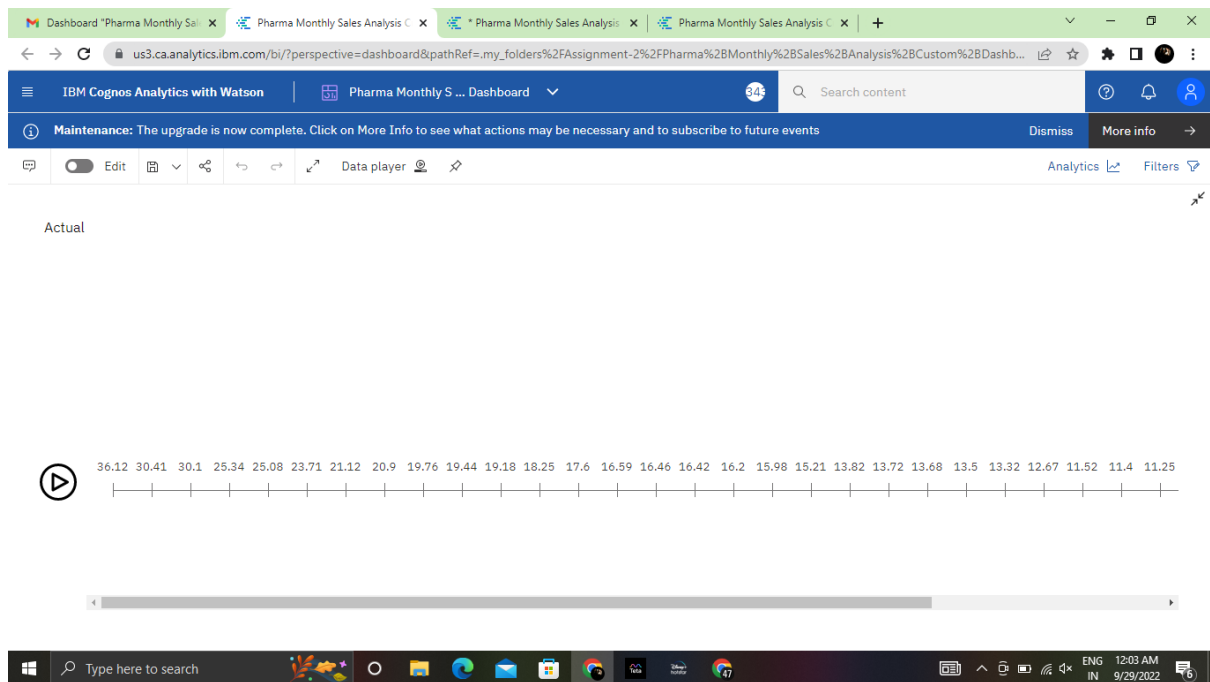 Dashboard "Pharma Monthly Sal
Pharma Monthly Sales Analysis C
* Pharma Monthly Sales Analysis
Pharma Monthly Sales Analysis C
us3.ca.analytics.ibm.com/bi/?perspective=dashboard&pathRef=.my_folders%2FAssignment-2%2FPharma%2BMonthly%2BSales%2BAnalysis%2BCustom%2BDashb...
IBM Cognos Analytics with Watson
Pharma Monthly S ... Dashboard
343
Search content
Maintenance: The upgrade is now complete. Click on More Info to see what actions may be necessary and to subscribe to future events
Dismiss
More info
Edit
Data player
Analytics
Filters
Actual
36.12 30.41 30.1 25.34 25.08 23.71 21.12 20.9 19.76 19.44 19.18 18.25 17.6 16.59 16.46 16.42 16.2 15.98 15.21 13.82 13.72 13.68 13.5 13.32 12.67 11.52 11.4 11.25
Type here to search
Teta
47
ENG
IN
12:03 AM
9/29/2022
6